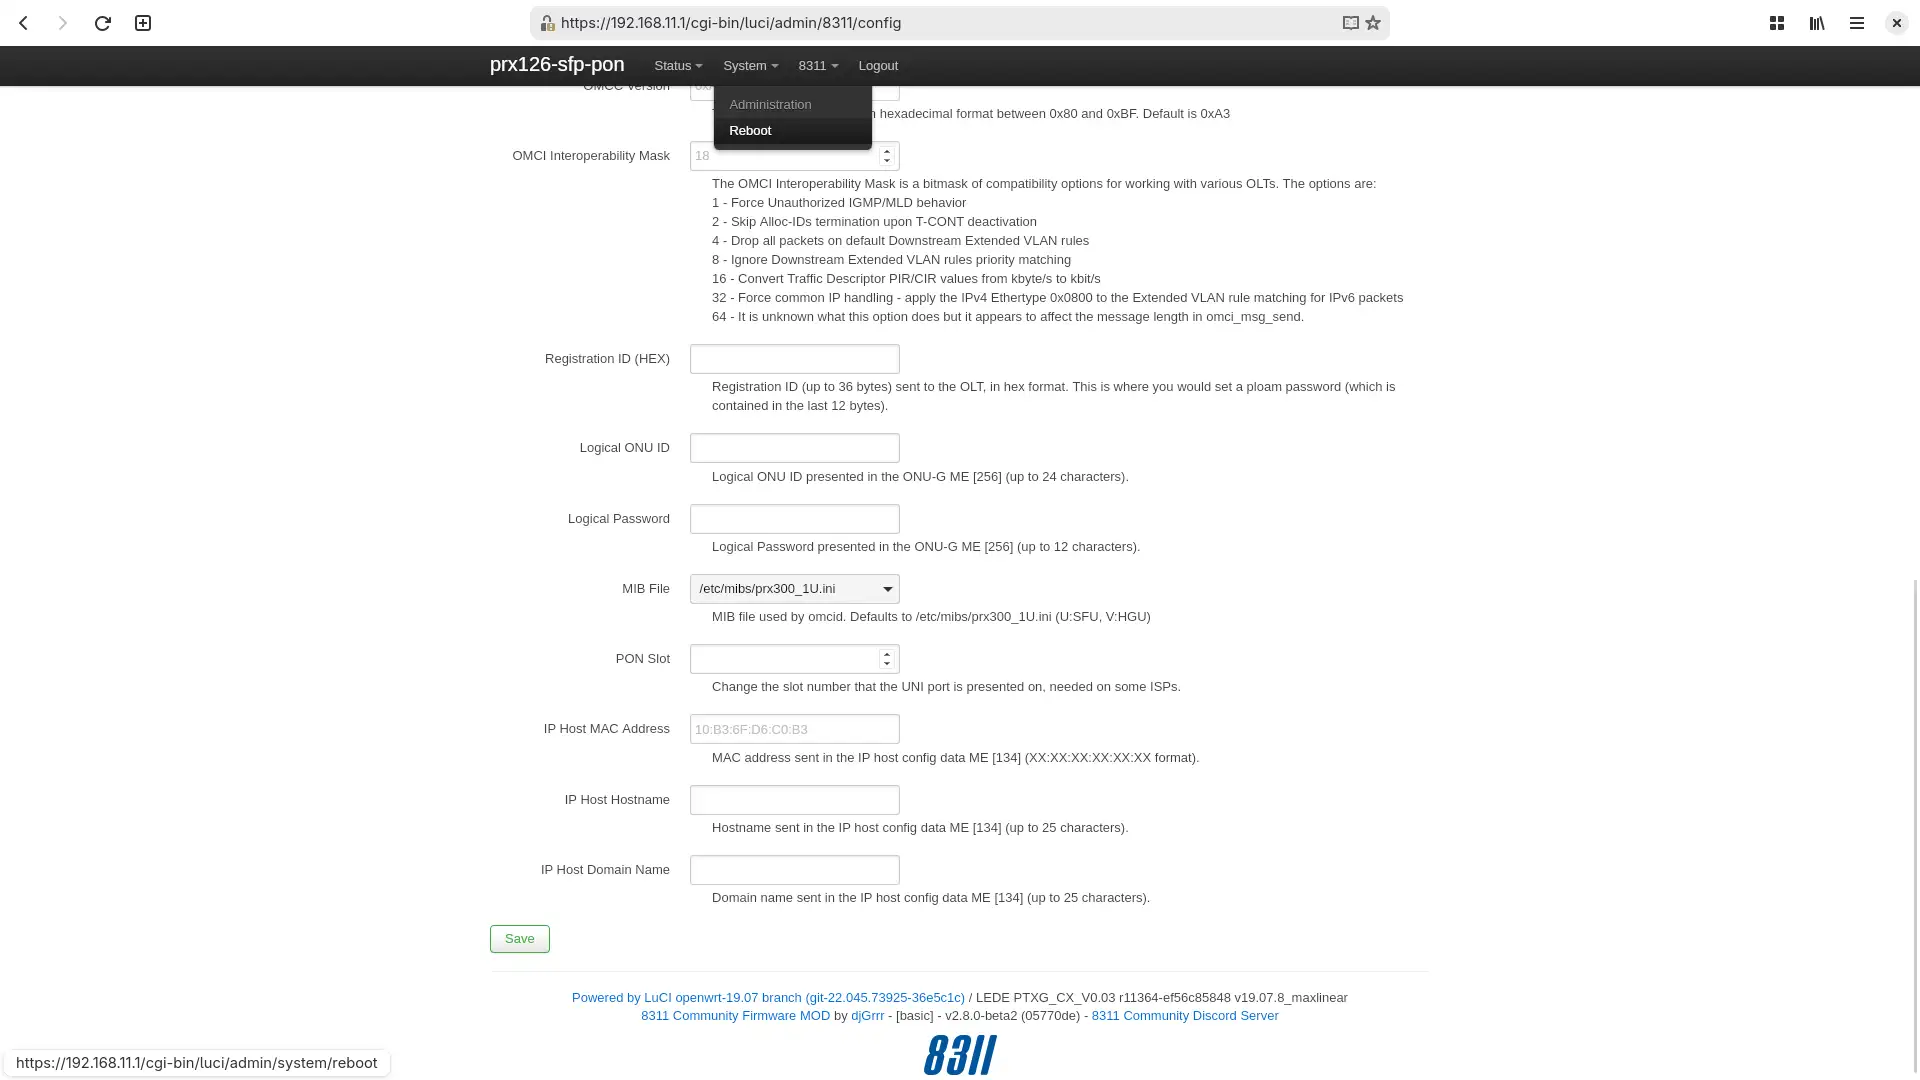 https://192.168.11.1/cgi-bin/luci/admin/8311/config
prx126-sfp-pon Status System 8311 Logout
Administration
Reboot
OMCC Version
hexadecimal format between 0x80 and 0xBF. Default is 0xA3
OMCI Interoperability Mask 18
The OMCI Interoperability Mask is a bitmask of compatibility options for working with various OLTs. The options are:
1 - Force Unauthorized IGMP/MLD behavior
2 - Skip Alloc-IDs termination upon T-CONT deactivation
4 - Drop all packets on default Downstream Extended VLAN rules
8 - Ignore Downstream Extended VLAN rules priority matching
16 - Convert Traffic Descriptor PIR/CIR values from kbyte/s to kbit/s
32 - Force common IP handling - apply the IPv4 Ethertype 0x0800 to the Extended VLAN rule matching for IPv6 packets
64 - It is unknown what this option does but it appears to affect the message length in omci_msg_send.
Registration ID (HEX)
Registration ID (up to 36 bytes) sent to the OLT, in hex format. This is where you would set a ploam password (which is
contained in the last 12 bytes).
Logical ONU ID
Logical ONU ID presented in the ONU-G ME [256] (up to 24 characters).
Logical Password
Logical Password presented in the ONU-G ME [256] (up to 12 characters).
MIB File /etc/mibs/prx300_1U.ini
MIB file used by omcid. Defaults to /etc/mibs/prx300_1U.ini (U:SFU, V:HGU)
PON Slot
Change the slot number that the UNI port is presented on, needed on some ISPs.
IP Host MAC Address 10:B3:6F:D6:C0:B3
MAC address sent in the IP host config data ME [134] (XX:XX:XX:XX:XX:XX format).
IP Host Hostname
Hostname sent in the IP host config data ME [134] (up to 25 characters).
IP Host Domain Name
Domain name sent in the IP host config data ME [134] (up to 25 characters).
Save
Powered by LuCI openwrt-19.07 branch (git-22.045.73925-36e5c1c) / LEDE PTXG_CX_V0.03 r11364-ef56c85848 v19.07.8_maxlinear
8311 Community Firmware MOD by djGrrr - [basic] - v2.8.0-beta2 (05770de) - 8311 Community Discord Server
8311
https://192.168.11.1/cgi-bin/luci/admin/system/reboot